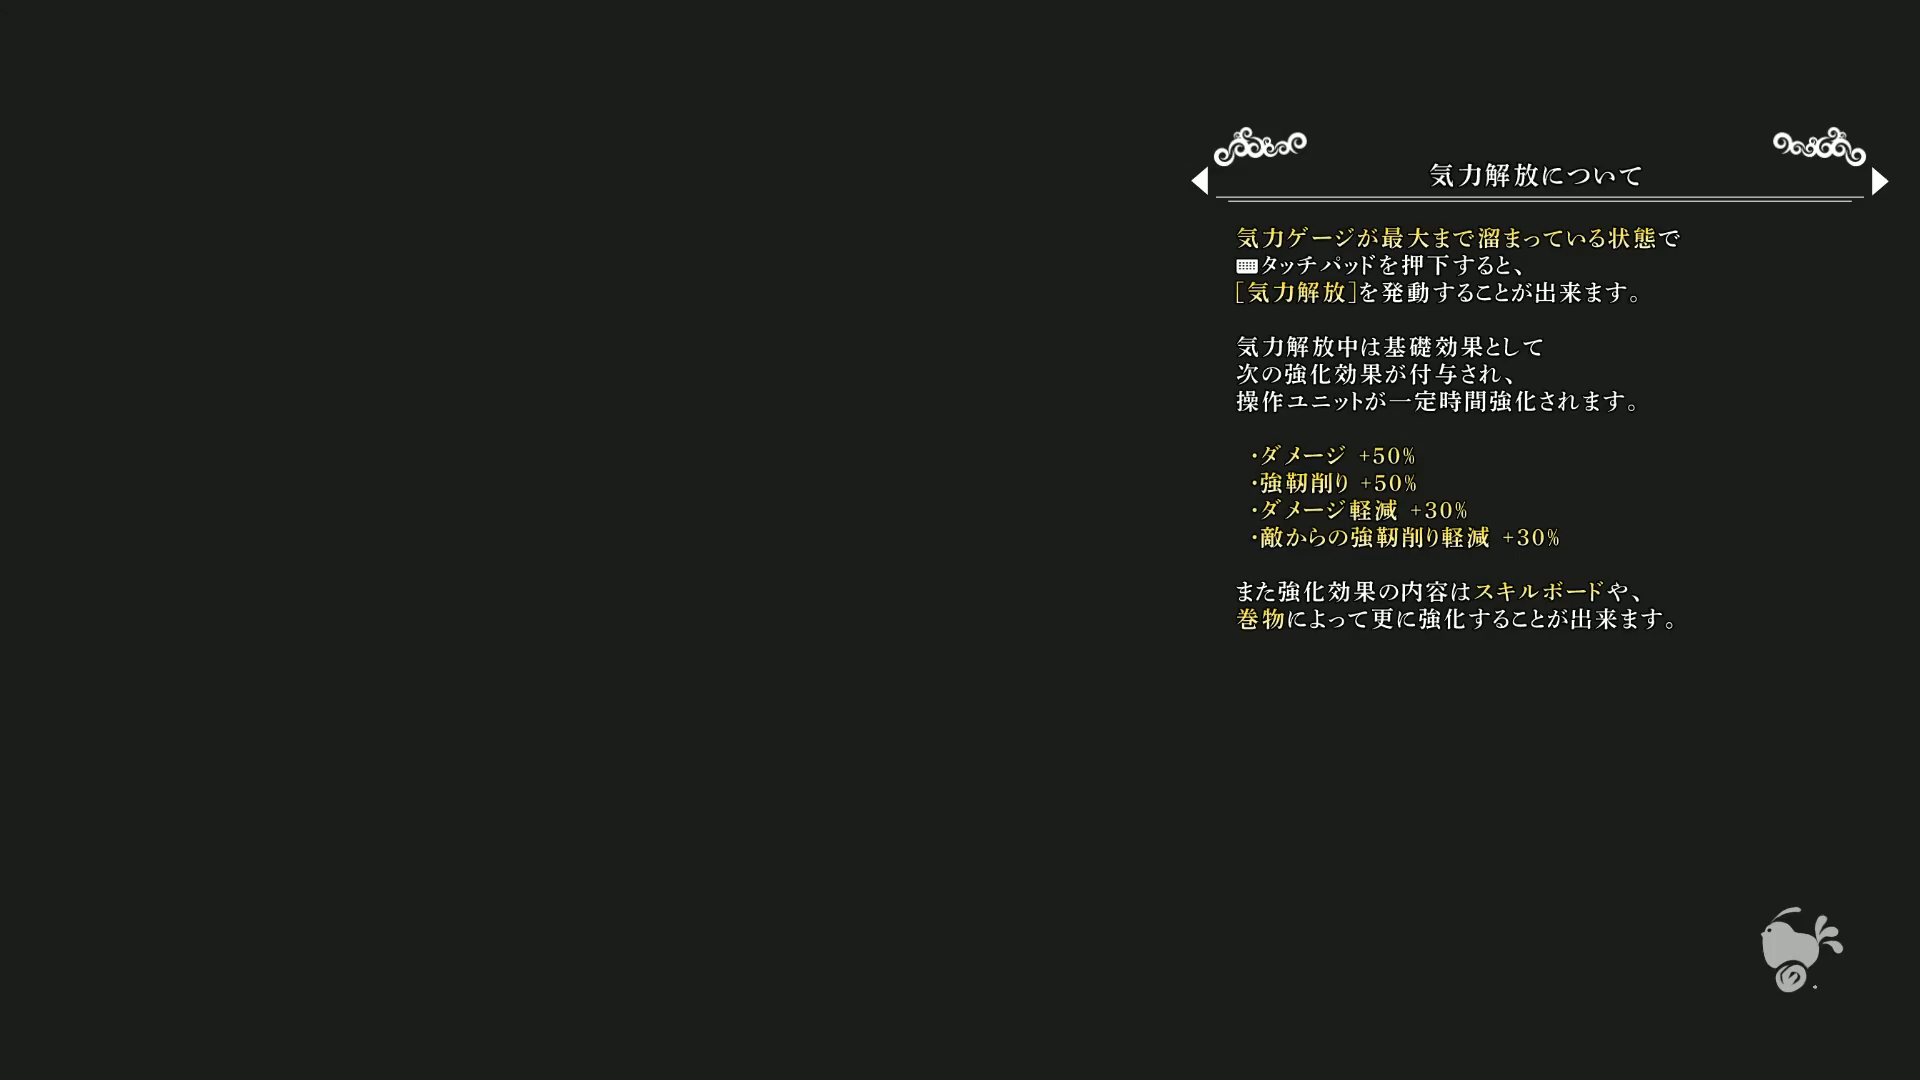 気力解放について
気力ゲージが最大まで溜まっている状態で
タッチパッドを押下すると、
[気力解放]を発動することが出来ます。
気力解放中は基礎効果として
次の強化効果が付与され、
操作ユニットが一定時間強化されます。
・ダメージ +50%
・強靭削り +50%
・ダメージ軽減 +30%
・敵からの強靭削り軽減 +30%
また強化効果の内容はスキルボードや、
巻物によって更に強化することが出来ます。